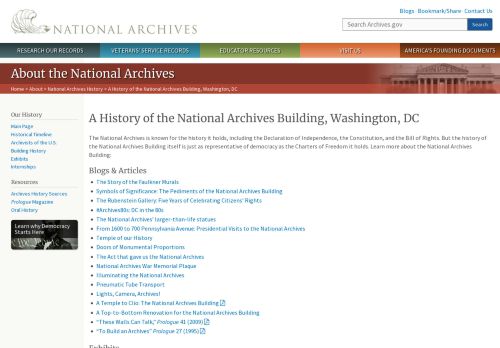 NATIONAL ARCHIVES
Blogs · Bookmark/Share · Contact Us
Search Archives.gov
Search
RESEARCH OUR RECORDS
VETERANS' SERVICE RECORDS
EDUCATOR RESOURCES
VISIT US
AMERICA'S FOUNDING DOCUMENTS
About the National Archives
Home > About > National Archives History > A History of the National Archives Building, Washington, DC
Our History
Main Page
Historical Timeline
Archivists of the U.S.
Building History
Exhibits
Internships
Resources
Archives History Sources
Prologue Magazine
Oral History
Learn why Democracy
Starts Here
A History of the National Archives Building, Washington, DC
The National Archives is known for the history it holds, including the Declaration of Independence, the Constitution, and the Bill of Rights. But the history of
the National Archives Building itself is just as representative of democracy as the Charters of Freedom it holds. Learn more about the National Archives
Building:
Blogs & Articles
The Story of the Faulkner Murals
Symbols of Significance: The Pediments of the National Archives Building
The Rubenstein Gallery: Five Years of Celebrating Citizens' Rights
#Archives80s: DC in the 80s
The National Archives' larger-than-life statues
From 1600 to 700 Pennsylvania Avenue: Presidential Visits to the National Archives
Temple of our History
Doors of Monumental Proportions
The Act that gave us the National Archives
National Archives War Memorial Plaque
Illuminating the National Archives
Pneumatic Tube Transport
Lights, Camera, Archives!
A Temple to Clio: The National Archives Building
A Top-to-Bottom Renovation for the National Archives Building
"These Walls Can Talk," Prologue 41 (2009)
"To Build an Archives" Prologue 27 (1995)
Exhibits